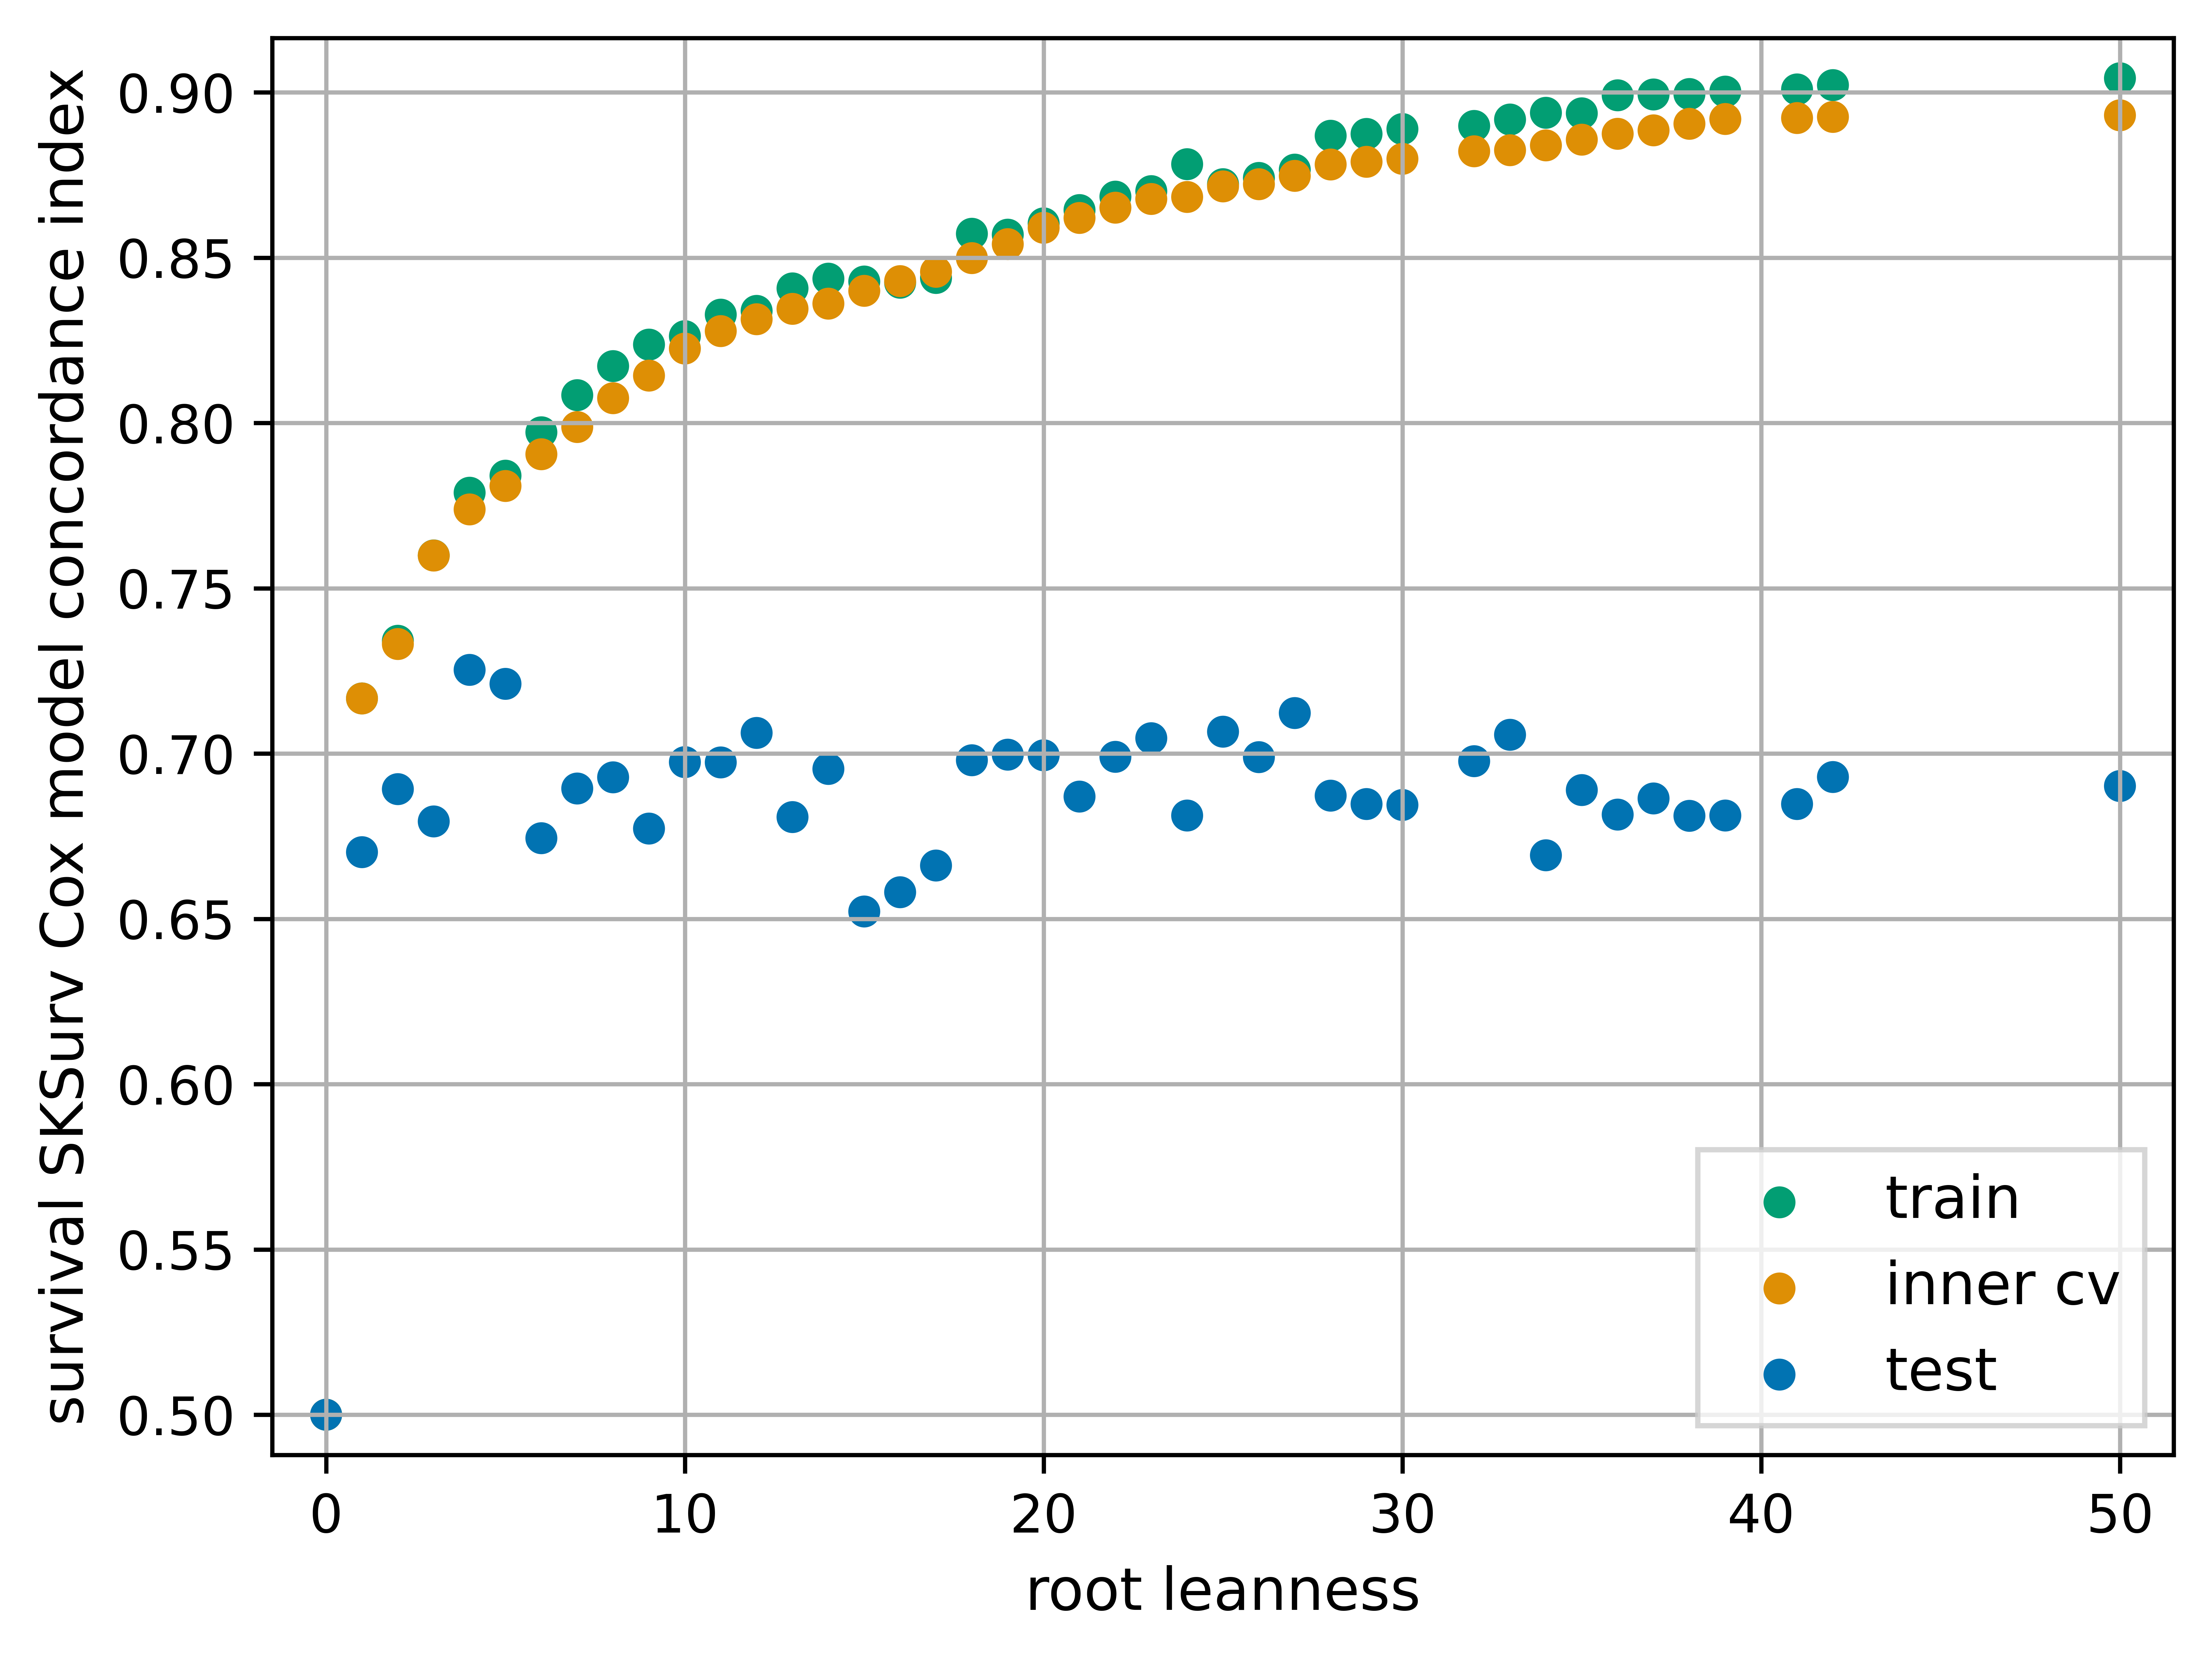 survival SKSurv Cox model concordance index
0.90
0.85
0.80
0.75
0.70
0.65
0.60
0.55
0.50
train
inner cv
test
0 10 20 30 40 50
root leanness